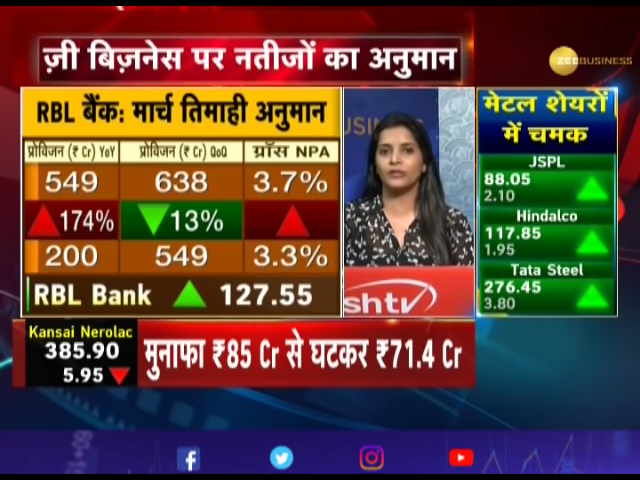 ज़ी बिज़नेस पर नतीजों का अनुमान
ZEEBUSINESS
RBL बैंक: मार्च तिमाही अनुमान
प्रोविजन (₹ Cr) YoY प्रोविजन (₹ Cr) QoQ ग्रॉस NPA
549 638 3.7%
174% 13%
200 549 3.3%
RBL Bank 127.55
shtv
मेटल शेयरों
में चमक
JSPL
88.05
2.10
Hindalco
117.85
1.95
Tata Steel
276.45
3.80
Kansai Nerolac
385.90
5.95
मुनाफा ₹85 Cr से घटकर ₹71.4 Cr